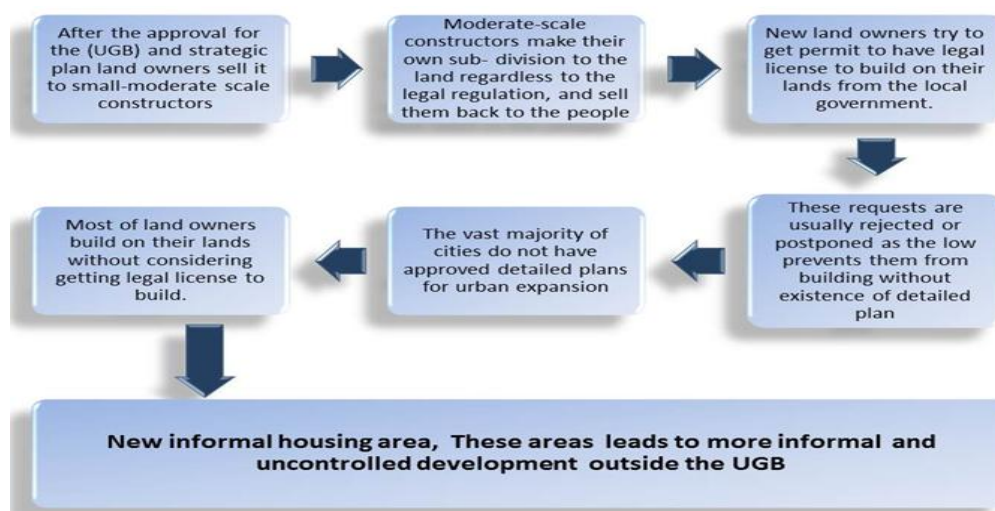 After the approval for
the (UGB) and strategic
plan land owners sell it
to small-moderate scale
constructors
Moderate-scale
constructors make their
own sub- division to the
land regardless to the
legal regulation, and sell
them back to the people
New land owners try to
get permit to have legal
license to build on their
lands from the local
government.
These requests are
usually rejected or
postponed as the low
prevents them from
building without
existence of detailed
plan
The vast majority of
cities do not have
approved detailed plans
for urban expansion
Most of land owners
build on their lands
without considering
getting legal license to
build.
New informal housing area, These areas leads to more informal and
uncontrolled development outside the UGB